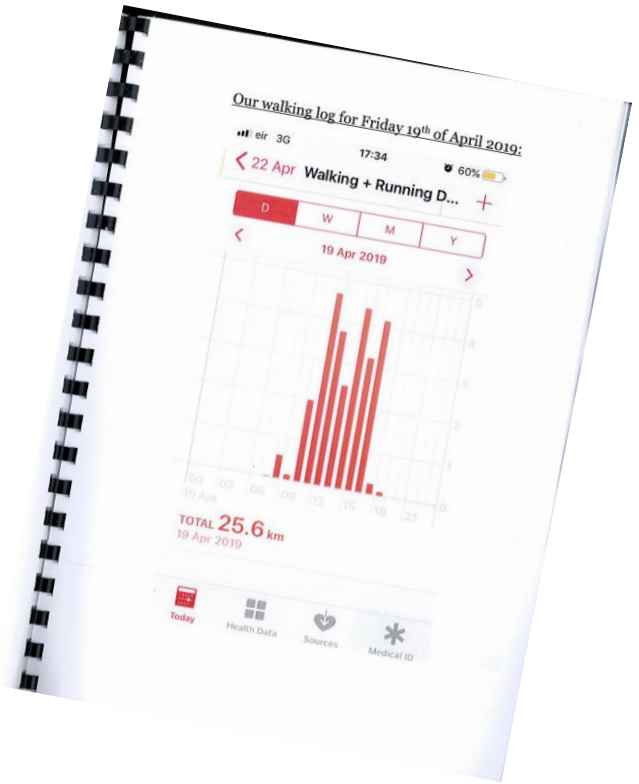 Our walking log for Friday 19th of April 2019:
eir 3G 17:34 60%
22 Apr Walking + Running D... +
D W M Y
19 Apr 2019
5
4
3
2
1
0
00 03 06 09 12 15 18 21
19 Apr
TOTAL 25.6 km
19 Apr 2019
Today Health Data Sources Medical ID